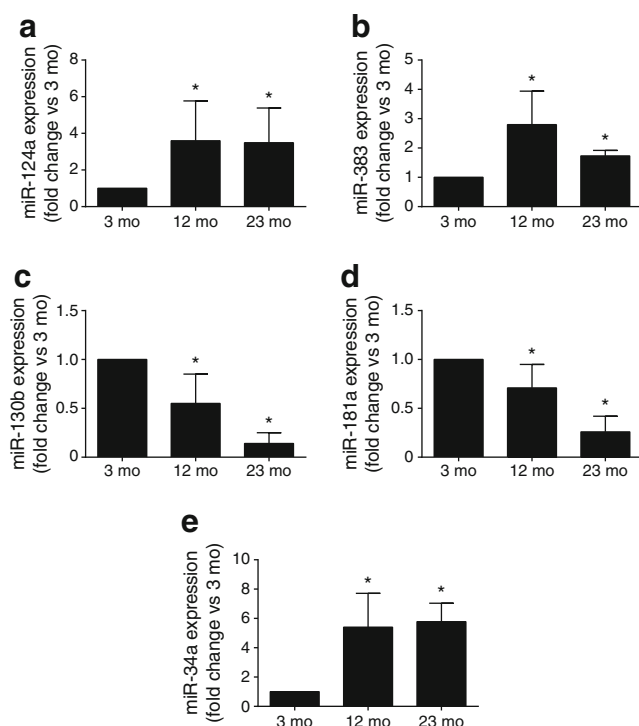 a
miR-124a expression
(fold change vs 3 mo)
8
6
4
2
0
*
*
3 mo 12 mo 23 mo
b
miR-383 expression
(fold change vs 3 mo)
5
4
3
2
1
0
*
*
3 mo 12 mo 23 mo
c
miR-130b expression
(fold change vs 3 mo)
1.5
1.0
0.5
0
*
*
3 mo 12 mo 23 mo
d
miR-181a expression
(fold change vs 3 mo)
1.5
1.0
0.5
0
*
*
3 mo 12 mo 23 mo
e
miR-34a expression
(fold change vs 3 mo)
10
8
6
4
2
0
*
*
3 mo 12 mo 23 mo